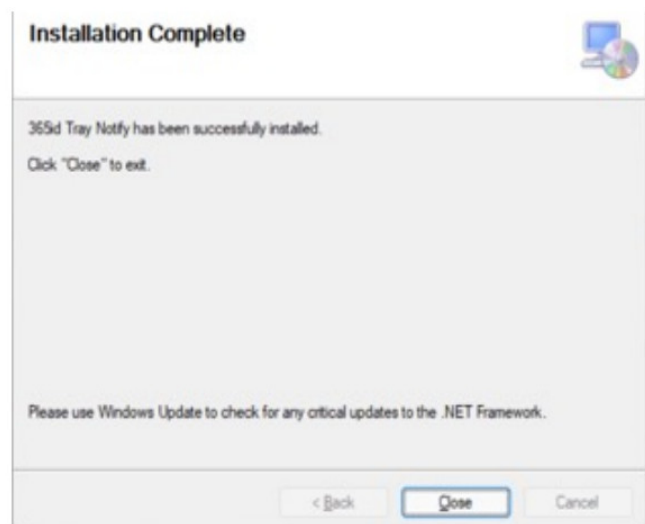 Installation Complete
365id Tray Notify has been successfully installed.
Click "Close" to exit.
Please use Windows Update to check for any critical updates to the .NET Framework.
< Back
Close
Cancel